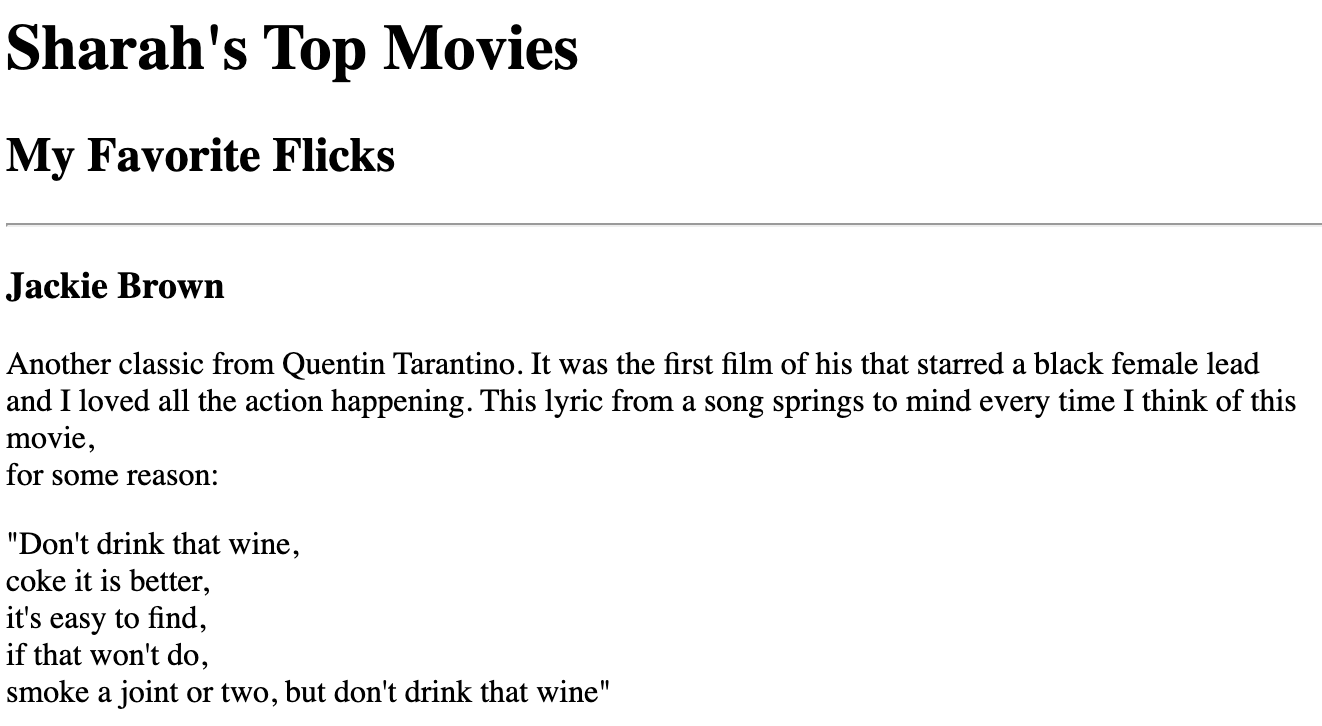 Sharah's Top Movies
My Favorite Flicks
Jackie Brown
Another classic from Quentin Tarantino. It was the first film of his that starred a black female lead
and I loved all the action happening. This lyric from a song springs to mind every time I think of this
movie,
for some reason:
"Don't drink that wine,
coke it is better,
it's easy to find,
if that won't do,
smoke a joint or two, but don't drink that wine"